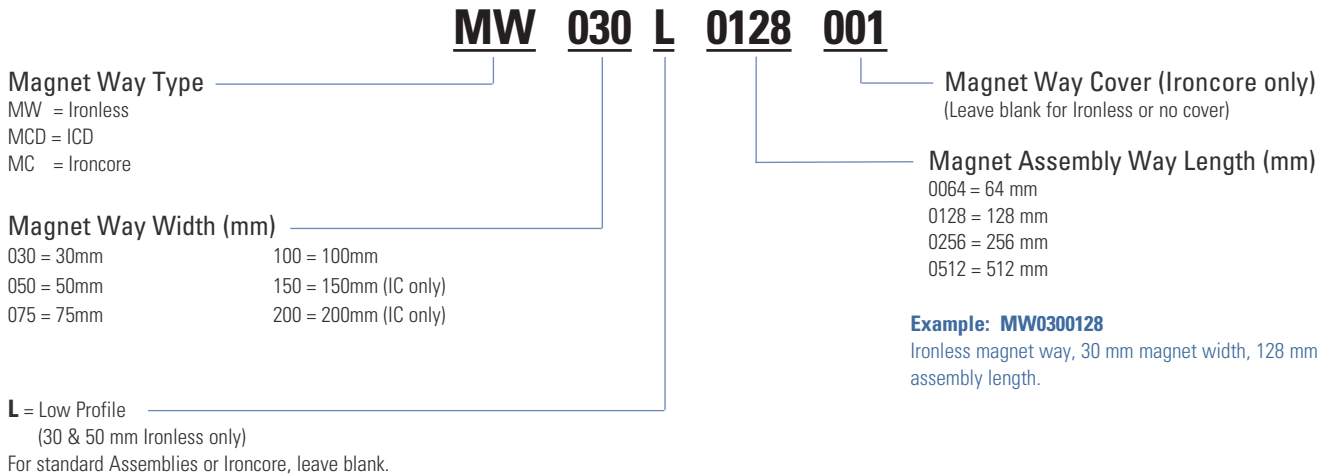 MW 030 L 0128 001
Magnet Way Type
MW = Ironless
MCD = ICD
MC = Ironcore
Magnet Way Width (mm)
030 = 30mm 100 = 100mm
050 = 50mm 150 = 150mm (IC only)
075 = 75mm 200 = 200mm (IC only)
L = Low Profile
(30 & 50 mm Ironless only)
For standard Assemblies or Ironcore, leave blank.
Magnet Way Cover (Ironcore only)
(Leave blank for Ironless or no cover)
Magnet Assembly Way Length (mm)
0064 = 64 mm
0128 = 128 mm
0256 = 256 mm
0512 = 512 mm
Example: MW0300128
Ironless magnet way, 30 mm magnet width, 128 mm
assembly length.